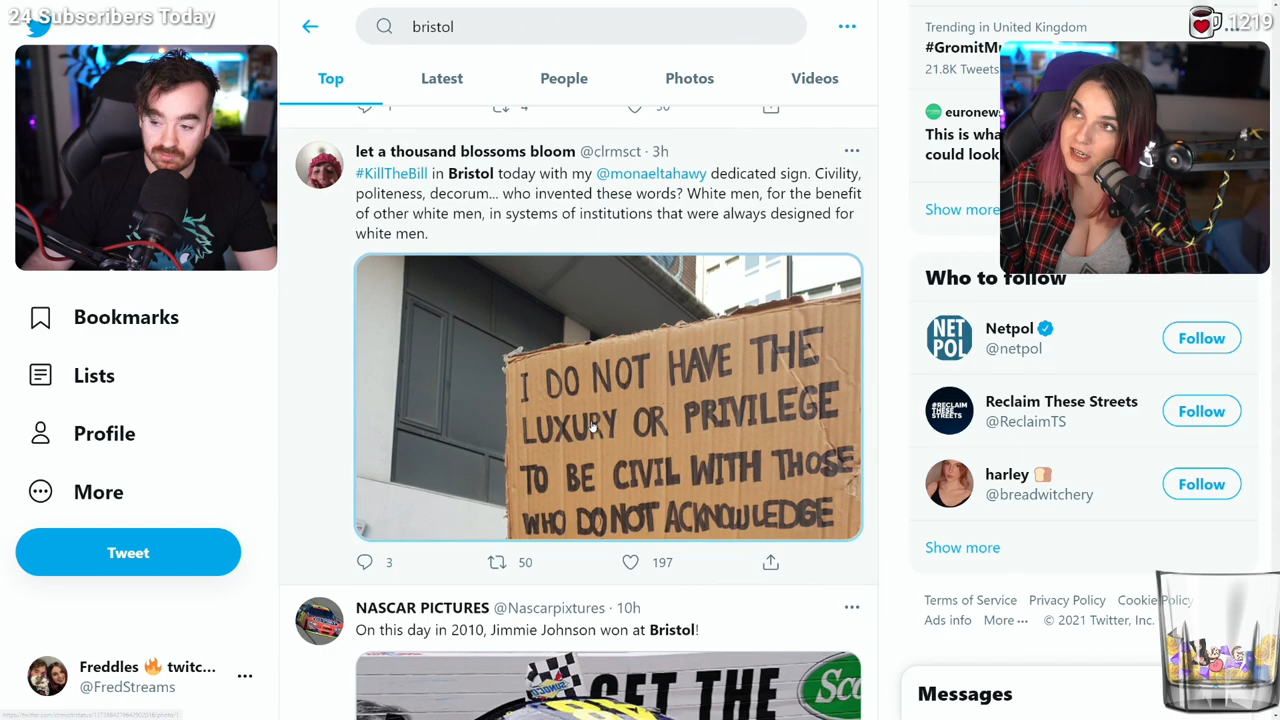 24 Subscribers Today
bristol
1219
Top
Latest
People
Photos
Videos
Trending in United Kingdom
#GromitM
21.8K Tweets
euronew
This is wha
could look
Show more
let a thousand blossoms bloom @clrmsct · 3h
#KillTheBill in Bristol today with my @monaeltahawy dedicated sign. Civility,
politeness, decorum... who invented these words? White men, for the benefit
of other white men, in systems of institutions that were always designed for
white men.
I DO NOT HAVE THE
LUXURY OR PRIVILEGE
TO BE CIVIL WITH THOSE
WHO DO NOT ACKNOWLEDGE
3
50
197
NASCAR PICTURES @Nascarpixtures · 10h
On this day in 2010, Jimmie Johnson won at Bristol!
SUNOCO
GET THE
Sco
Bookmarks
Lists
Profile
More
Tweet
Freddles 🔥 twitc...
@FredStreams
Who to follow
NET
POL
Netpol
@netpol
Follow
#RECLAIM
THESE
STREETS
Reclaim These Streets
@ReclaimTS
Follow
harley 🍞
@breadwitchery
Follow
Show more
Terms of Service Privacy Policy Cookie Policy
Ads info More ··· © 2021 Twitter, Inc.
Messages